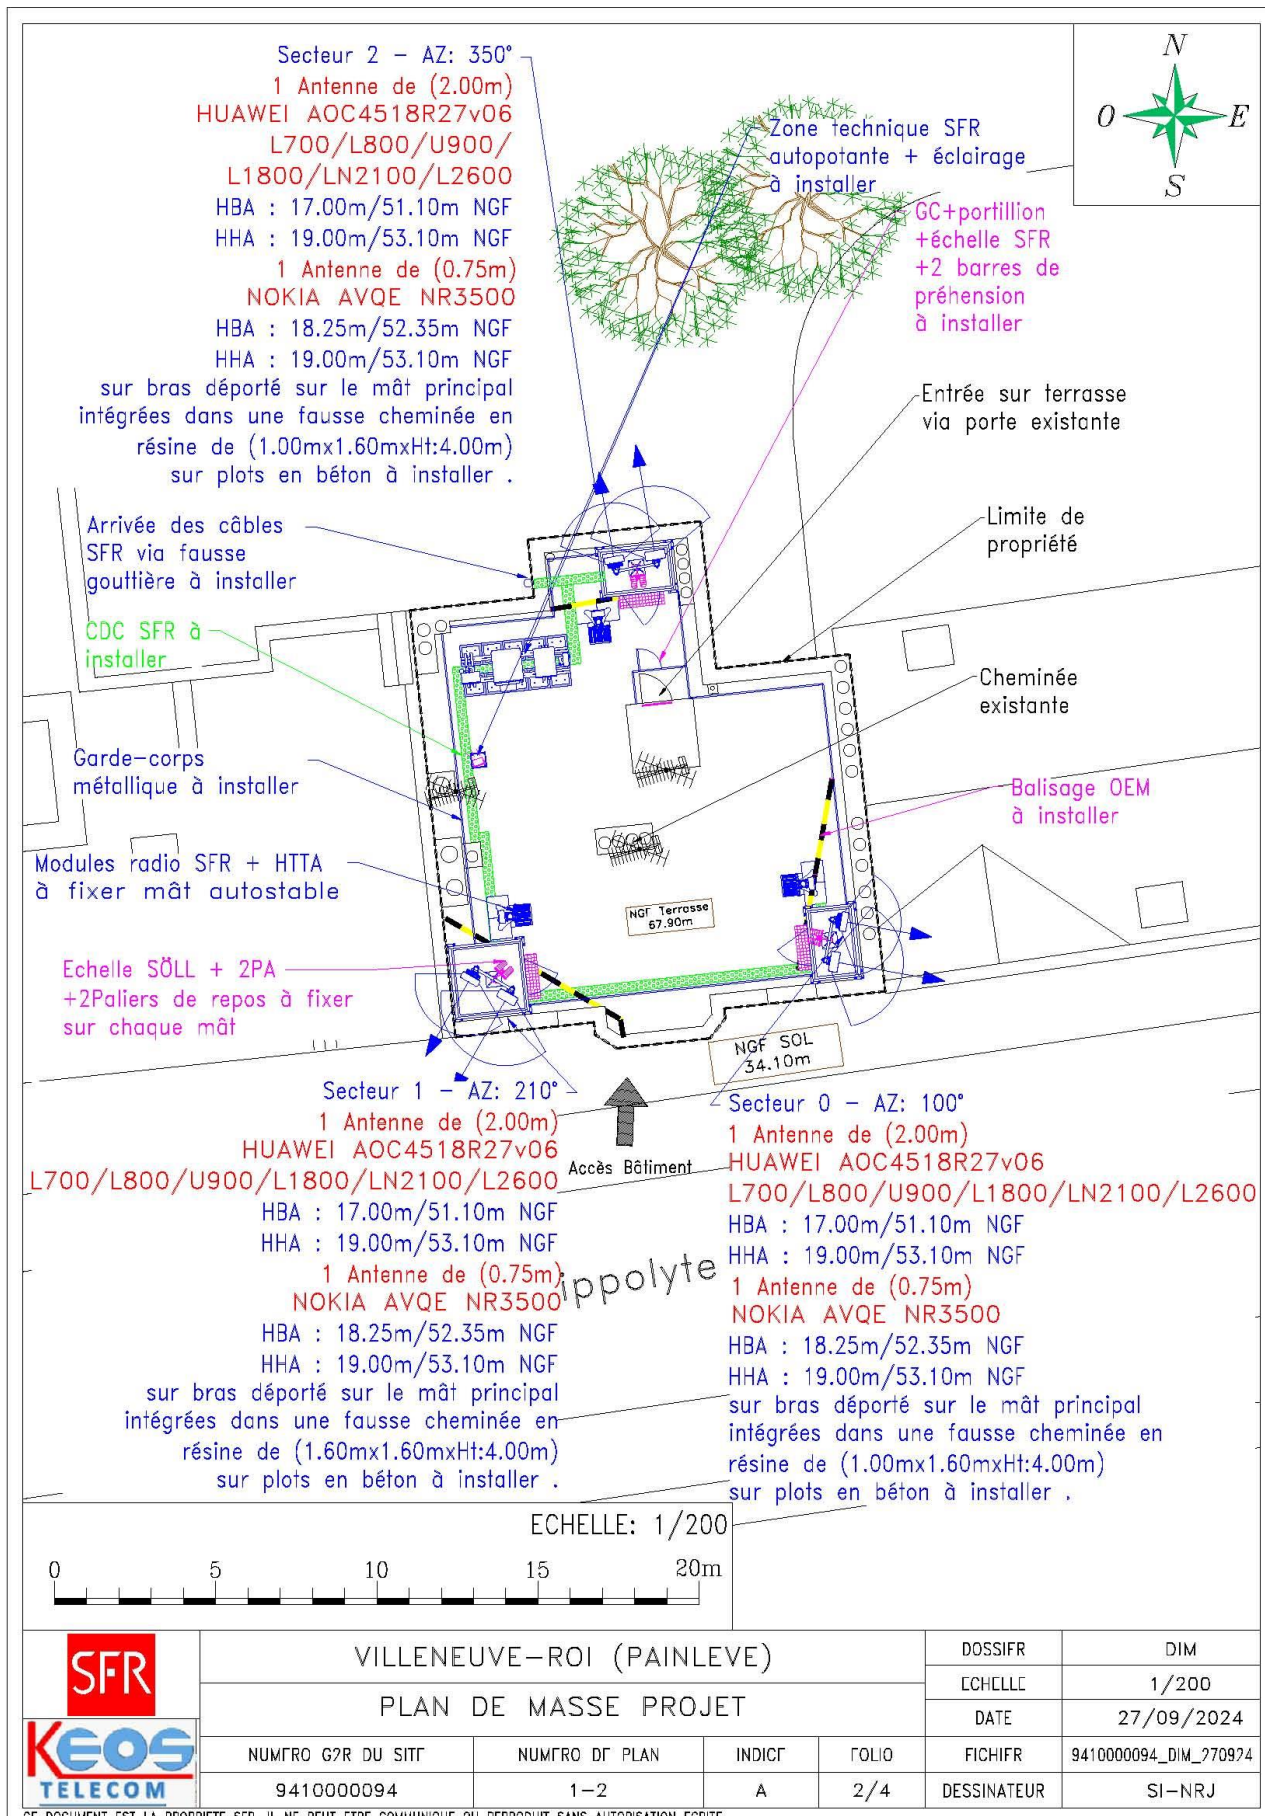 Secteur 2 - AZ: 350°
1 Antenne de (2.00m)
HUAWEI AOC4518R27v06
L700/L800/U900/
L1800/LN2100/L2600
HBA : 17.00m/51.10m NGF
HHA : 19.00m/53.10m NGF
1 Antenne de (0.75m)
NOKIA AVQE NR3500
HBA : 18.25m/52.35m NGF
HHA : 19.00m/53.10m NGF
sur bras déporté sur le mât principal
intégrées dans une fausse cheminée en
résine de (1.00mx1.60mxHt:4.00m)
sur plots en béton à installer .
N
O
E
S
Zone technique SFR
autopotante + éclairage
à installer
GC+portillion
+échelle SFR
+2 barres de
préhension
à installer
Entrée sur terrasse
via porte existante
Limite de
propriété
Arrivée des câbles
SFR via fausse
gouttière à installer
CDC SFR à
installer
Cheminée
existante
Garde-corps
métallique à installer
Balisage OEM
à installer
Modules radio SFR + HTTA
à fixer mât autostable
NGF Terrasse
67.90m
Echelle SÖLL + 2PA
+2Paliers de repos à fixer
sur chaque mât
NGF SOL
34.10m
Secteur 1 - AZ: 210°
1 Antenne de (2.00m)
HUAWEI AOC4518R27v06
L700/L800/U900/L1800/LN2100/L2600
HBA : 17.00m/51.10m NGF
HHA : 19.00m/53.10m NGF
1 Antenne de (0.75m)
NOKIA AVQE NR3500
HBA : 18.25m/52.35m NGF
HHA : 19.00m/53.10m NGF
sur bras déporté sur le mât principal
intégrées dans une fausse cheminée en
résine de (1.60mx1.60mxHt:4.00m)
sur plots en béton à installer .
Accès Bâtiment
ippolyte
Secteur 0 - AZ: 100°
1 Antenne de (2.00m)
HUAWEI AOC4518R27v06
L700/L800/U900/L1800/LN2100/L2600
HBA : 17.00m/51.10m NGF
HHA : 19.00m/53.10m NGF
1 Antenne de (0.75m)
NOKIA AVQE NR3500
HBA : 18.25m/52.35m NGF
HHA : 19.00m/53.10m NGF
sur bras déporté sur le mât principal
intégrées dans une fausse cheminée en
résine de (1.00mx1.60mxHt:4.00m)
sur plots en béton à installer .
ECHELLE: 1/200
0 5 10 15 20m
SFR
KEOS
TELECOM
VILLENEUVE-ROI (PAINLEVE)
PLAN DE MASSE PROJET
NUMERO G2R DU SITE NUMERO DE PLAN INDICE FOLIO
9410000094 1-2 A 2/4
DOSSIER DIM
ECHELLE 1/200
DATE 27/09/2024
FICHIER 9410000094_DIM_270924
DESSINATEUR SI-NRJ
CE DOCUMENT EST LA PROPRIETE SFR. IL NE PEUT ETRE COMMUNIQUE OU REPRODUIT SANS AUTORISATION ECRITE